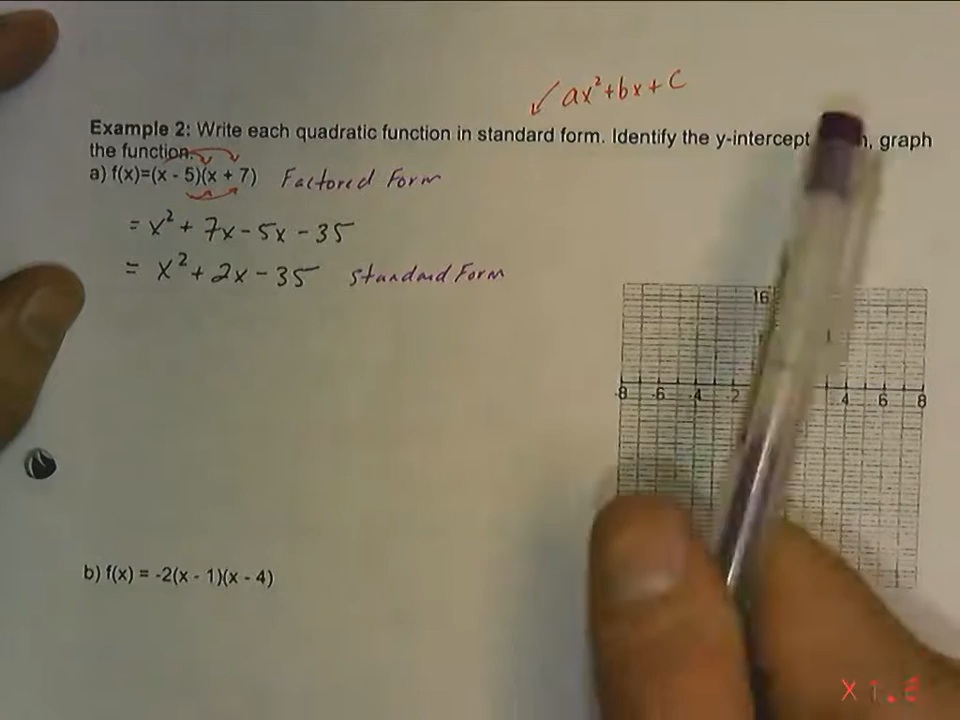 ax²+bx+c
Example 2: Write each quadratic function in standard form. Identify the y-intercept graph
the function.
a) f(x)=(x - 5)(x + 7) Factored Form
= x² + 7x - 5x - 35
= x² + 2x - 35 Standard Form
16
-8 -6 -4 -2 4 6 8
b) f(x) = -2(x - 1)(x - 4)